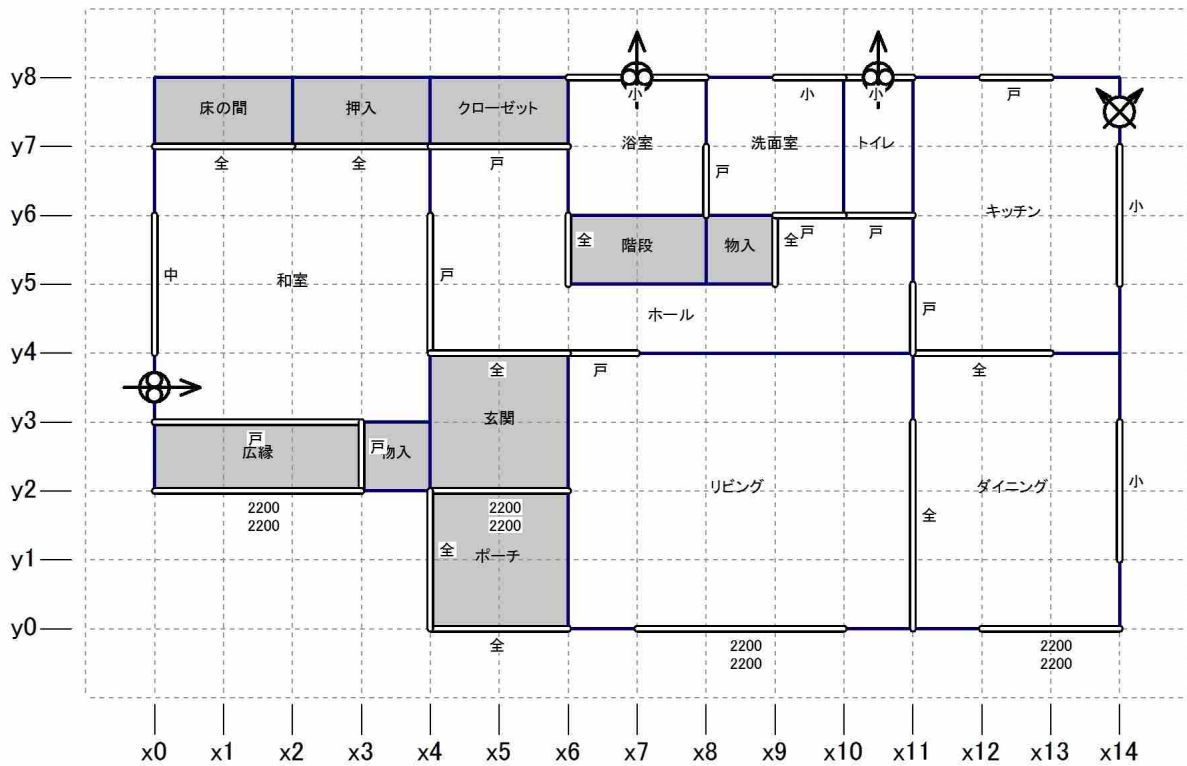 y8
床の間
押入
クローゼット
小
小
小
戸
y7
全
全
戸
浴室
洗面室
トイレ
戸
y6
キッチン
小
全
階段
物入
全
戸
戸
y5
中
和室
戸
ホール
戸
y4
全
戸
全
玄関
y3
戸
広縁
戸
物入
y2
リビング
ダイニング
小
2200
2200
2200
2200
全
y1
全
ポーチ
y0
全
2200
2200
2200
2200
x0 x1 x2 x3 x4 x5 x6 x7 x8 x9 x10 x11 x12 x13 x14